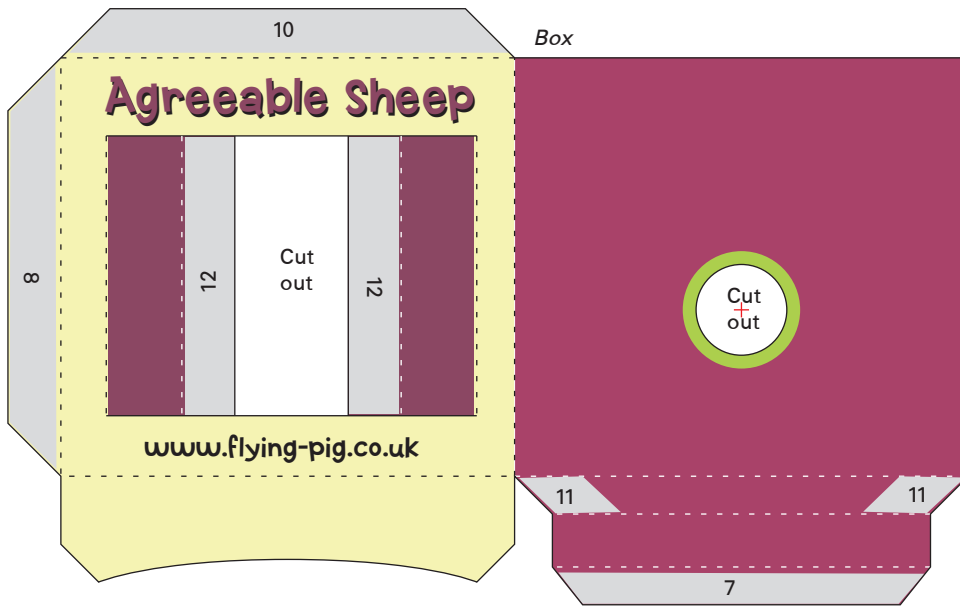 10
Box
Agreeable Sheep
8
12
Cut
out
12
Cut
out
www.flying-pig.co.uk
11
11
7